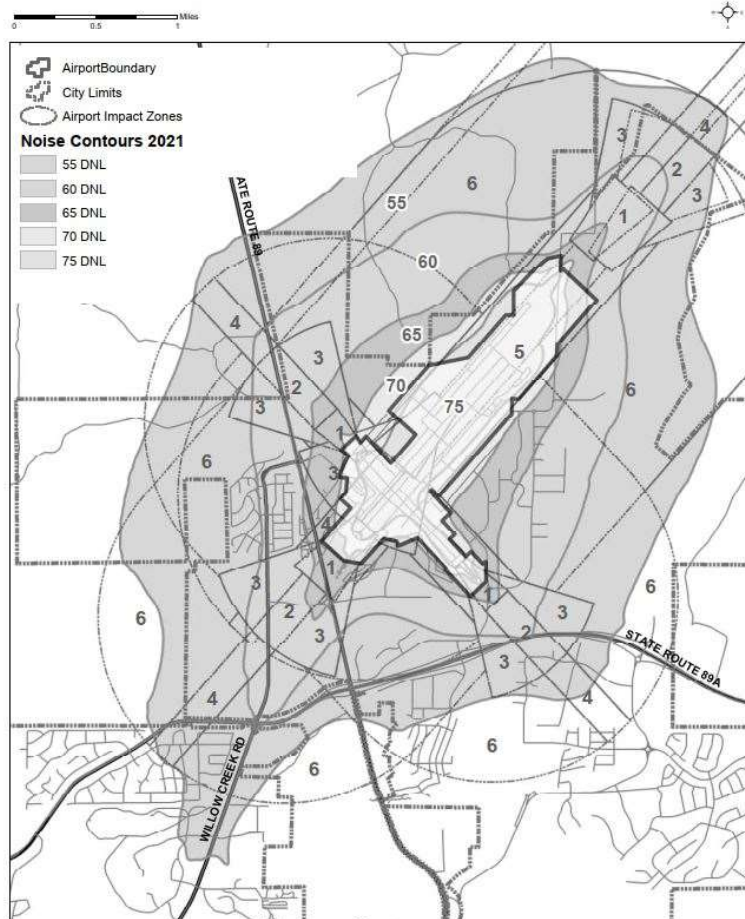 Miles
0 0.5 1
AirportBoundary
City Limits
Airport Impact Zones
Noise Contours 2021
55 DNL
60 DNL
65 DNL
70 DNL
75 DNL
ATE ROUTE 89
3
4
6
2
55
3
1
60
4
65
3
5
2
70
6
3
75
1
6
3
4
1
3
6
1
2
3
6
3
2
STATE ROUTE 89A
3
4
4
6
6
WILLOW CREEK RD